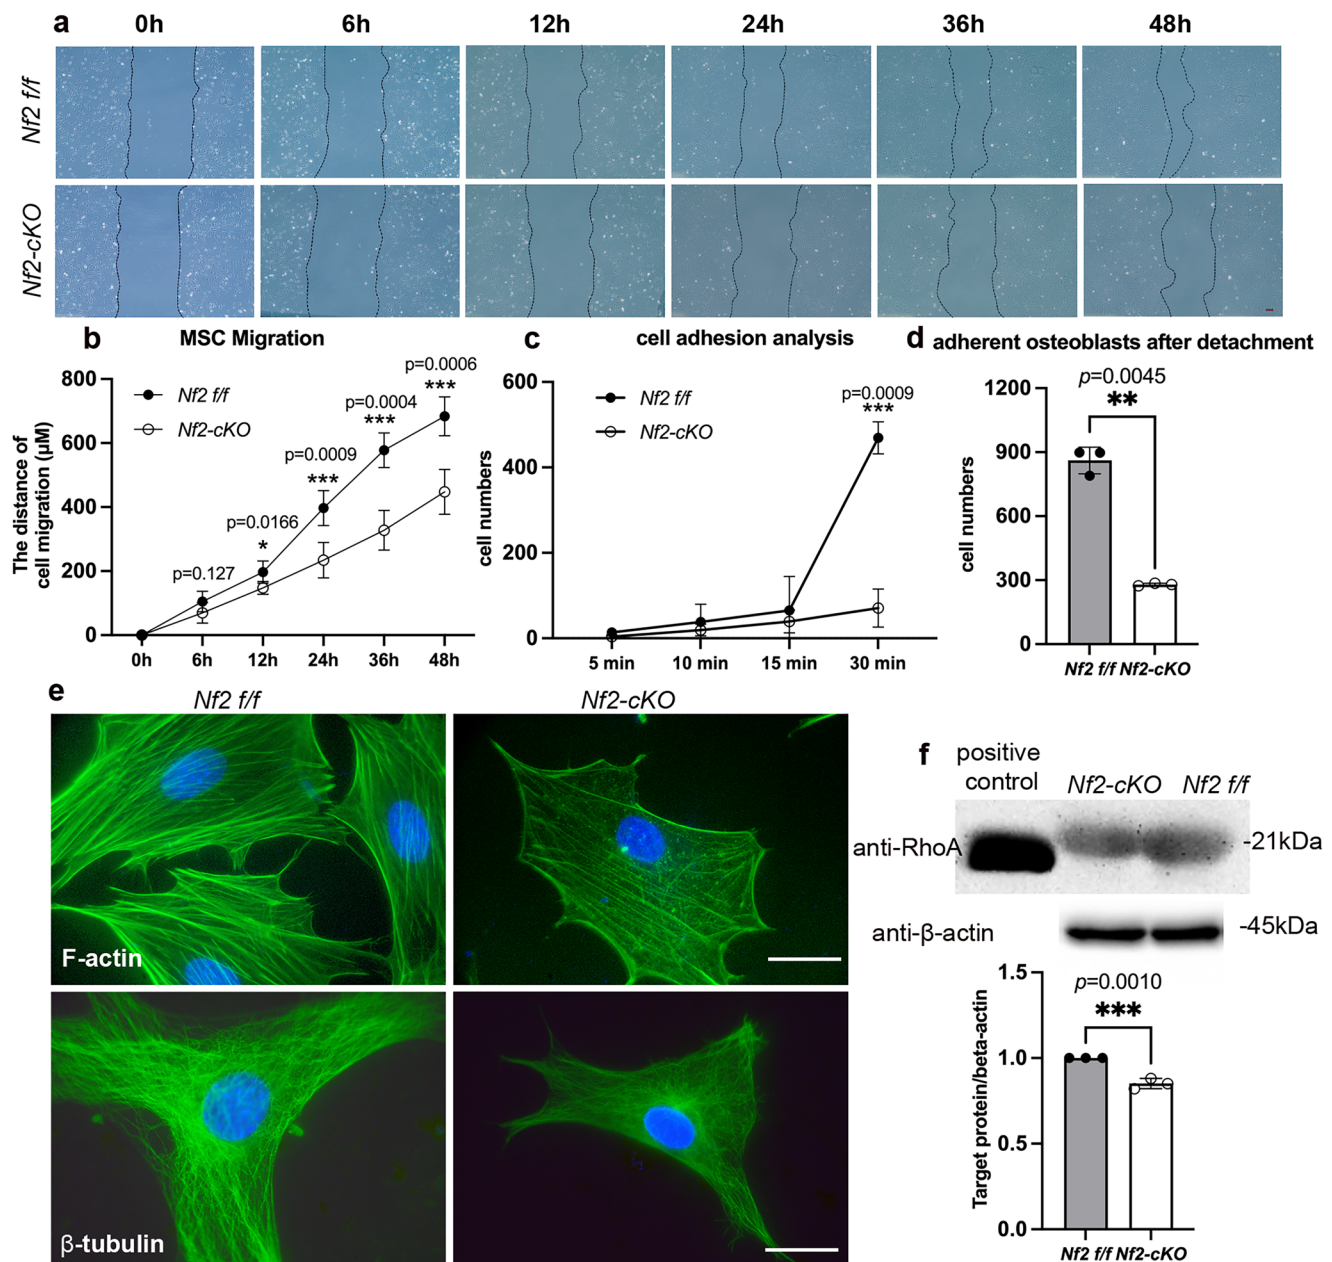 a 0h 6h 12h 24h 36h 48h
Nf2 f/f
Nf2-cKO
b MSC Migration
The distance of
cell migration (μM)
800
600
400
200
0
Nf2 f/f
Nf2-cKO
p=0.127
p=0.0166
*
p=0.0009
***
p=0.0004
***
p=0.0006
***
0h 6h 12h 24h 36h 48h
c cell adhesion analysis
cell numbers
600
400
200
0
Nf2 f/f
Nf2-cKO
p=0.0009
***
5 min 10 min 15 min 30 min
d adherent osteoblasts after detachment
cell numbers
1200
900
600
300
0
p=0.0045
**
Nf2 f/f Nf2-cKO
e Nf2 f/f Nf2-cKO
F-actin
β-tubulin
f positive
control
Nf2-cKO Nf2 f/f
anti-RhoA -21kDa
anti-β-actin -45kDa
Target protein/beta-actin
1.5
1.0
0.5
0.0
p=0.0010
***
Nf2 f/f Nf2-cKO